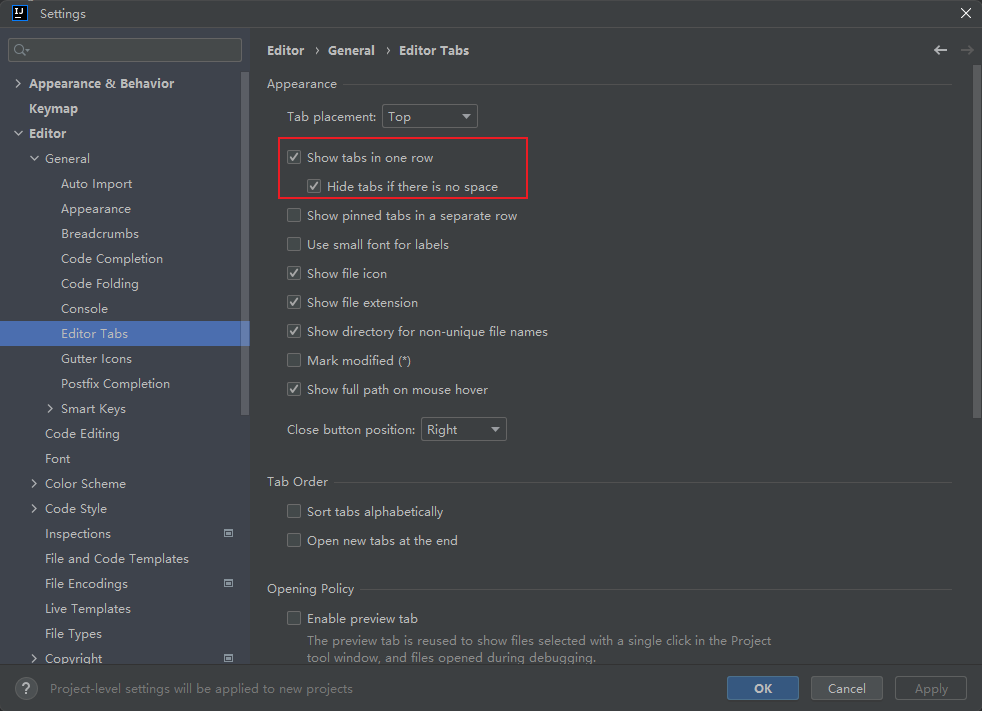 IJ
Settings
Appearance & Behavior
Keymap
Editor
General
Auto Import
Appearance
Breadcrumbs
Code Completion
Code Folding
Console
Editor Tabs
Gutter Icons
Postfix Completion
Smart Keys
Code Editing
Font
Color Scheme
Code Style
Inspections
File and Code Templates
File Encodings
Live Templates
File Types
Copyright
Editor › General › Editor Tabs
Appearance
Tab placement: Top
Show tabs in one row
Hide tabs if there is no space
Show pinned tabs in a separate row
Use small font for labels
Show file icon
Show file extension
Show directory for non-unique file names
Mark modified (*)
Show full path on mouse hover
Close button position: Right
Tab Order
Sort tabs alphabetically
Open new tabs at the end
Opening Policy
Enable preview tab
The preview tab is reused to show files selected with a single click in the Project
tool window, and files opened during debugging.
? Project-level settings will be applied to new projects
OK Cancel Apply